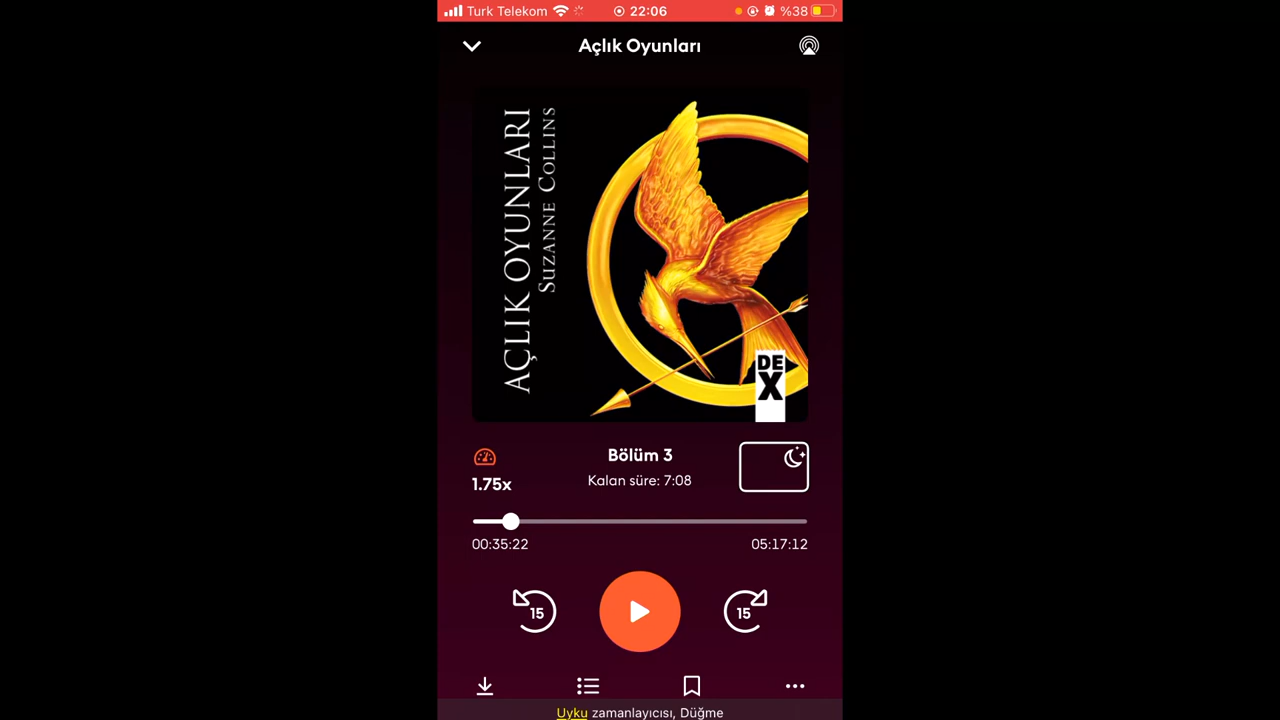 Turk Telekom 22:06 %38
Açlık Oyunları
AÇLIK OYUNLARI
SUZANNE COLLINS
DE
X
Bölüm 3
1.75x
Kalan süre: 7:08
00:35:22 05:17:12
15 15
Uyku zamanlayıcısı, Düğme